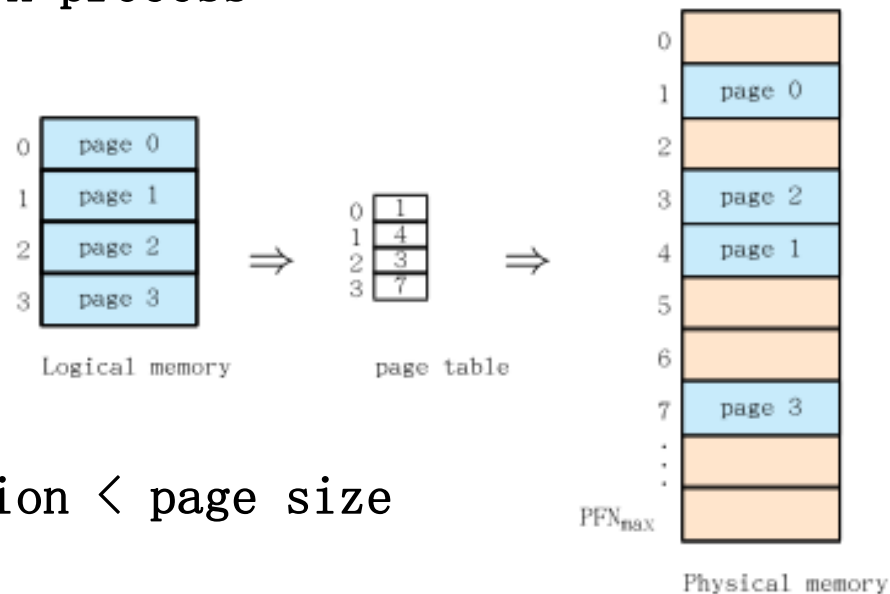 process
0 page 0
1 page 1
2 page 2
3 page 3
Logical memory
⇒
0 1
1 4
2 3
3 7
page table
⇒
0
1 page 0
2
3 page 2
4 page 1
5
6
7 page 3
⋮
PFNmax
Physical memory
ion < page size